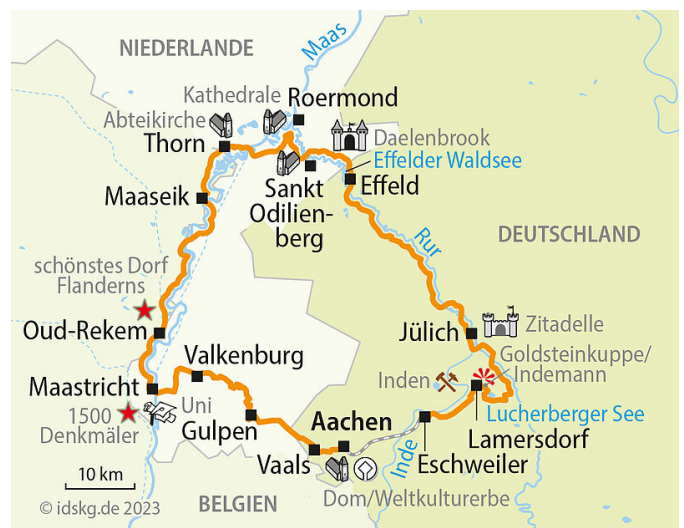 NIEDERLANDE
Maas
Kathedrale
Roermond
Abteikirche
Thorn
Daelenbrook
Effelder Waldsee
Sankt
Odilien-
berg
Effeld
Maaseik
Rur
DEUTSCHLAND
schönstes Dorf
Flanderns
Oud-Rekem
Jülich
Zitadelle
Valkenburg
Goldsteinkuppe/
Indemann
Maastricht
Inden
1500
Denkmäler
Uni
Gulpen
Aachen
Lucherberger See
Lamersdorf
Vaals
Inde
Eschweiler
10 km
Dom/Weltkulturerbe
© idskg.de 2023
BELGIEN